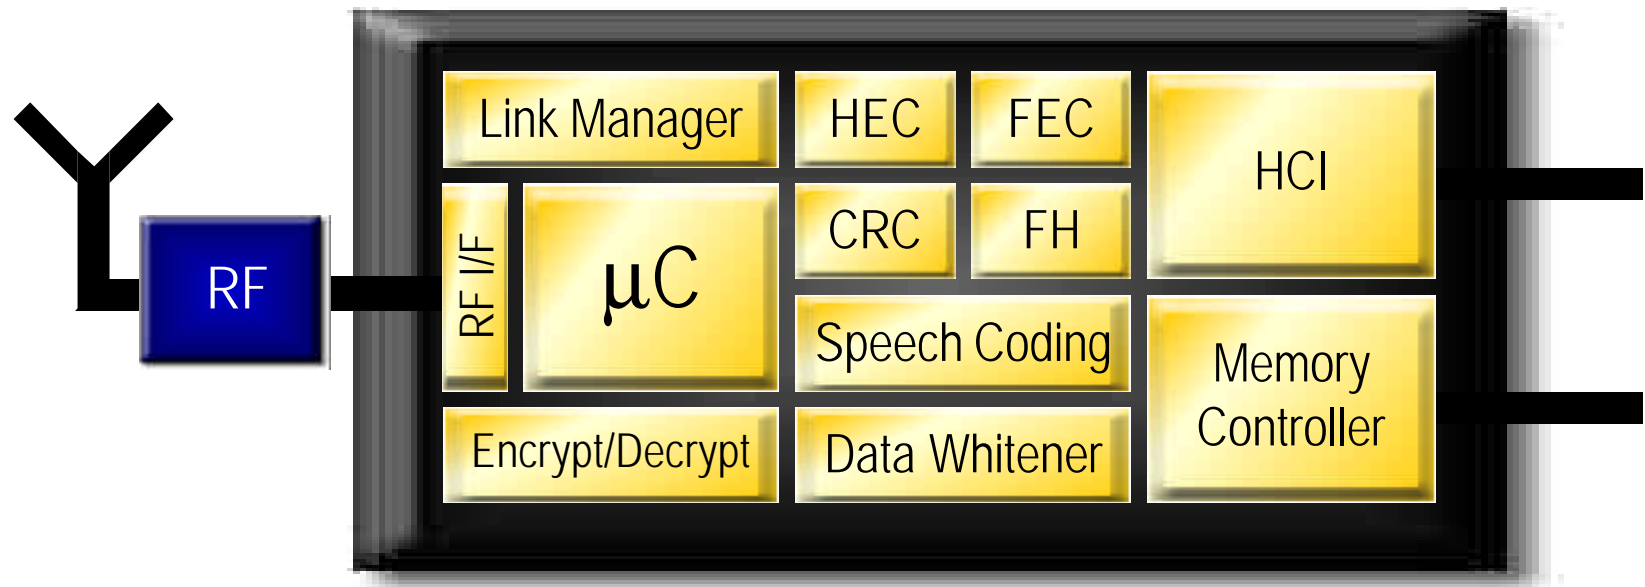 Link Manager
HEC
FEC
HCI
RF
RF I/F
μC
CRC
FH
Speech Coding
Memory
Controller
Encrypt/Decrypt
Data Whitener